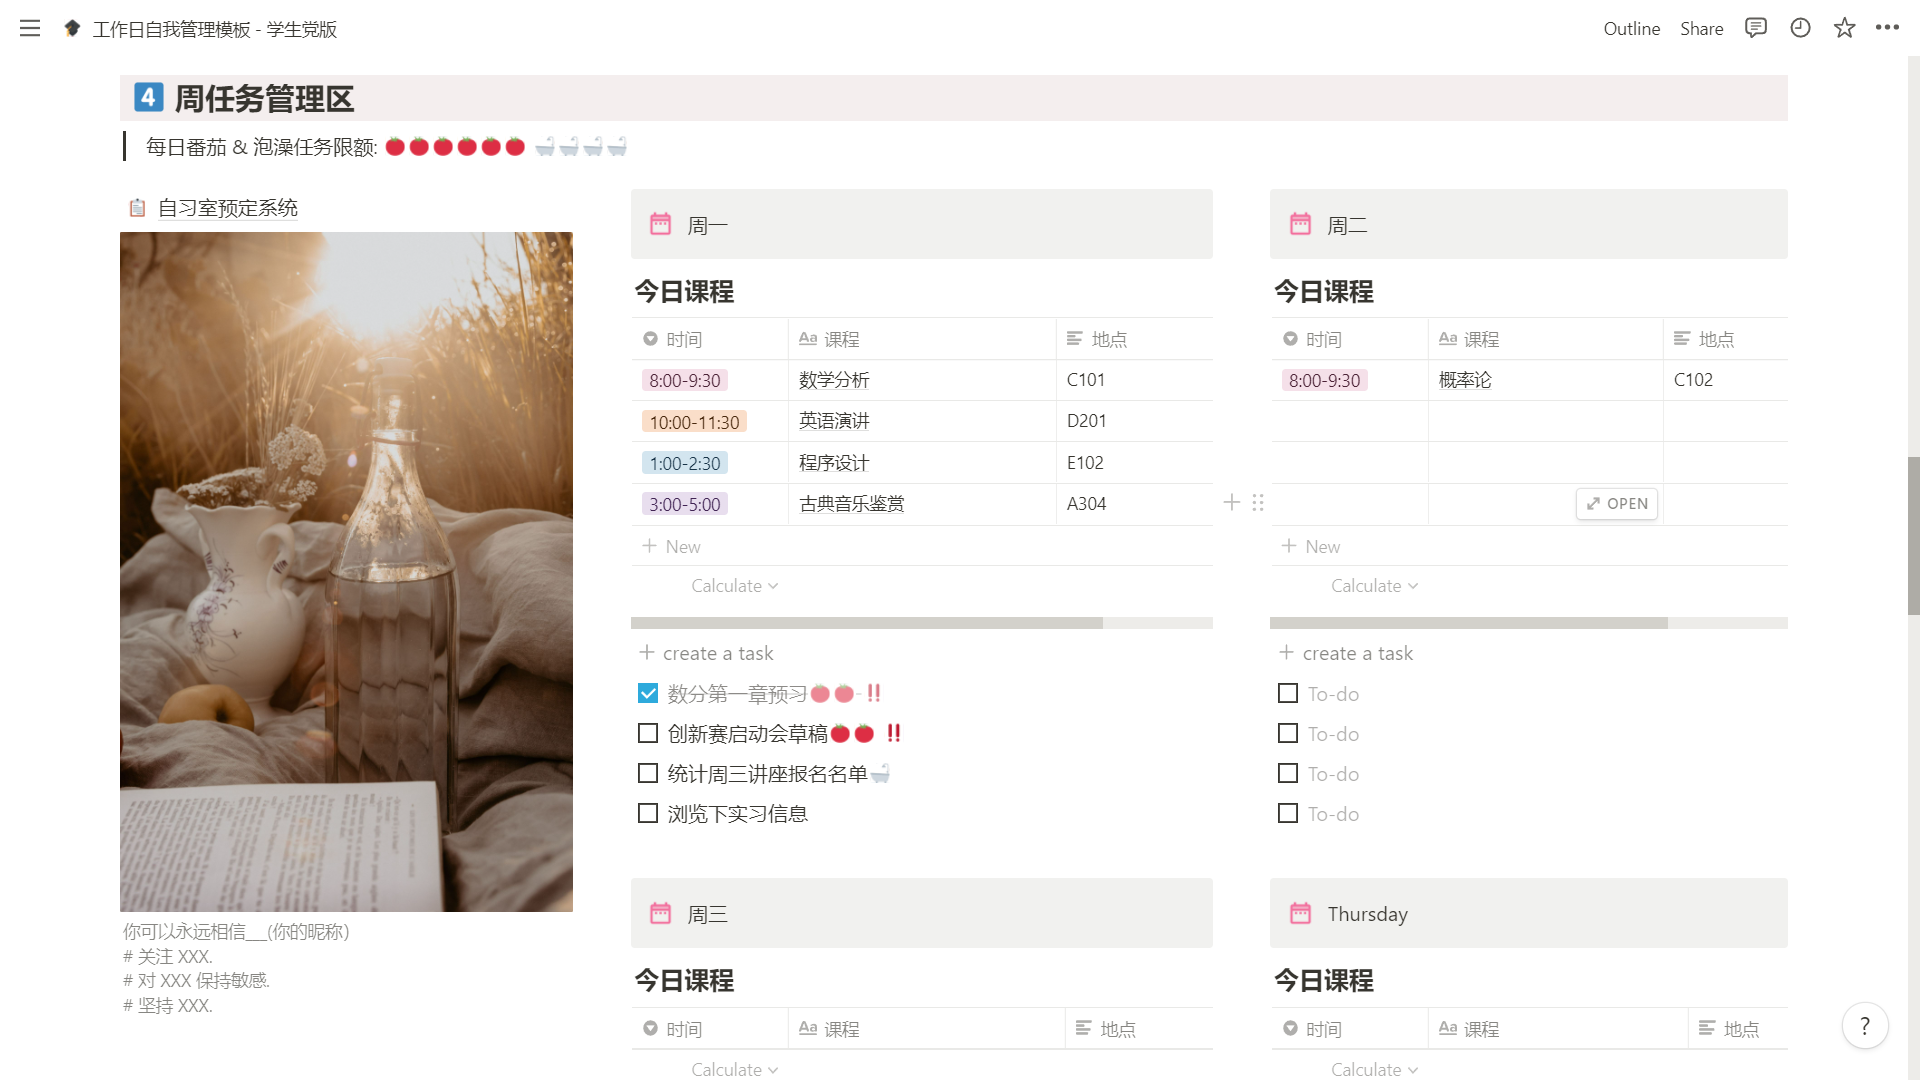 工作日自我管理模板 - 学生党版
Outline Share
4 周任务管理区
每日番茄 & 泡澡任务限额: 🍅🍅🍅🍅🍅🍅 🛁🛁🛁🛁
自习室预定系统
你可以永远相信__(你的昵称)
# 关注 XXX.
# 对 XXX 保持敏感.
# 坚持 XXX.
周一
今日课程
时间 Aa 课程 地点
8:00-9:30 数学分析 C101
10:00-11:30 英语演讲 D201
1:00-2:30 程序设计 E102
3:00-5:00 古典音乐鉴赏 A304
New
Calculate
create a task
数分第一章预习🍅🍅 ‼️
创新赛启动会草稿🍅🍅 ‼️
统计周三讲座报名名单🛁
浏览下实习信息
周二
今日课程
时间 Aa 课程 地点
8:00-9:30 概率论 C102
OPEN
New
Calculate
create a task
To-do
To-do
To-do
To-do
周三
今日课程
时间 Aa 课程 地点
Calculate
Thursday
今日课程
时间 Aa 课程 地点
Calculate
?